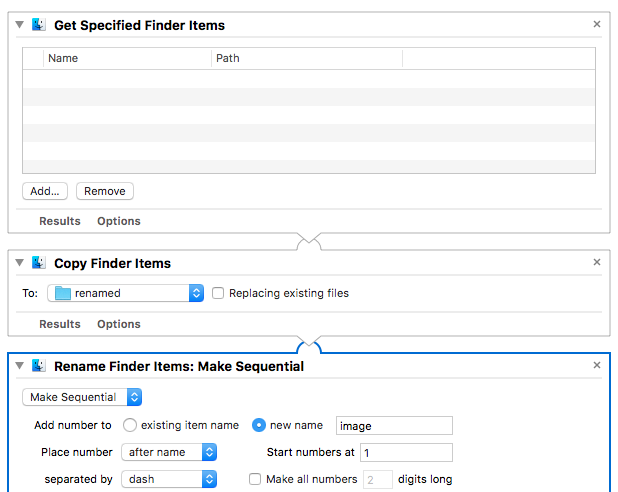 Get Specified Finder Items
Name Path
Add... Remove
Results Options
Copy Finder Items
To: renamed Replacing existing files
Results Options
Rename Finder Items: Make Sequential
Make Sequential
Add number to existing item name new name image
Place number after name Start numbers at 1
separated by dash Make all numbers 2 digits long